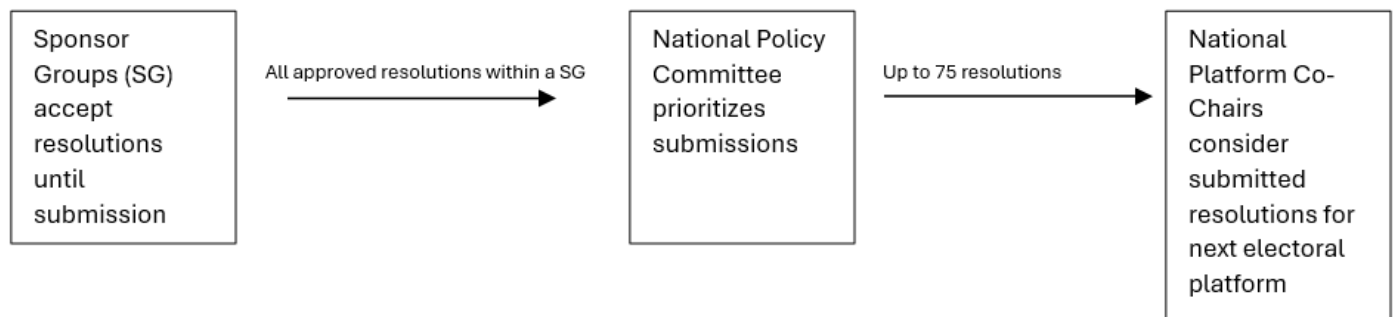 Sponsor
Groups (SG)
accept
resolutions
until
submission
All approved resolutions within a SG
National Policy
Committee
prioritizes
submissions
Up to 75 resolutions
National
Platform Co-
Chairs
consider
submitted
resolutions for
next electoral
platform